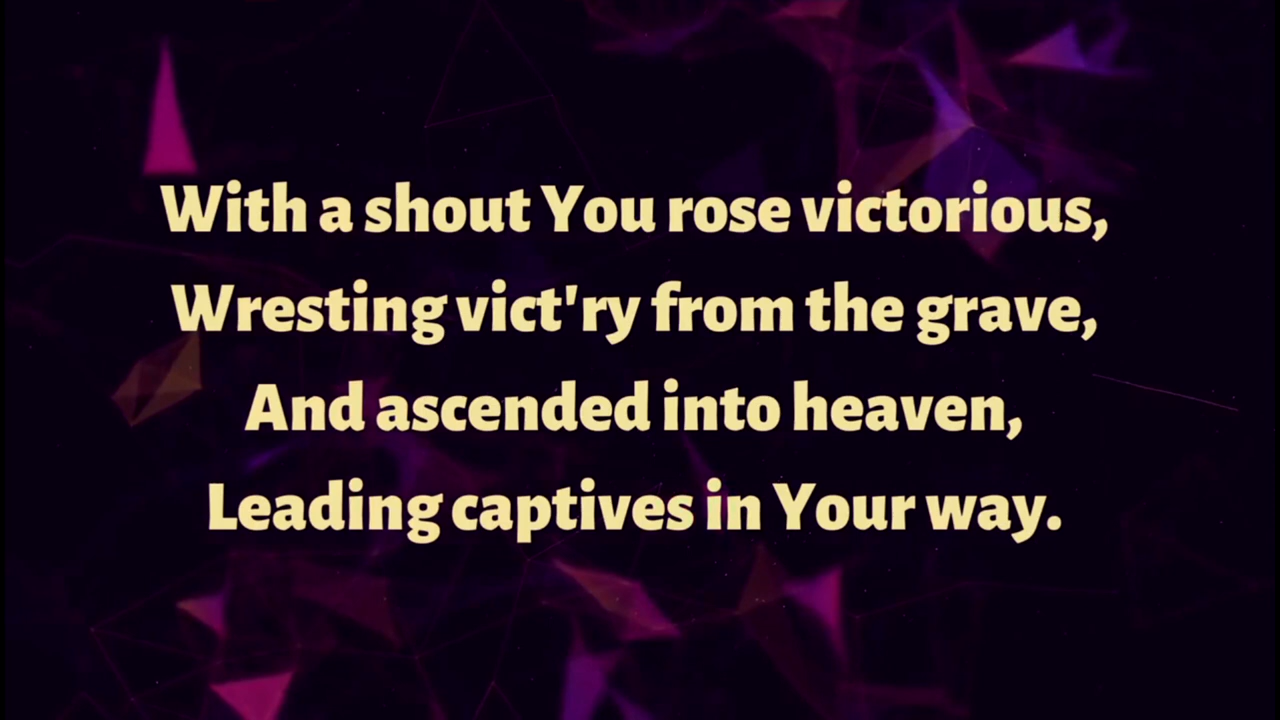 With a shout You rose victorious,
Wresting vict'ry from the grave,
And ascended into heaven,
Leading captives in Your way.